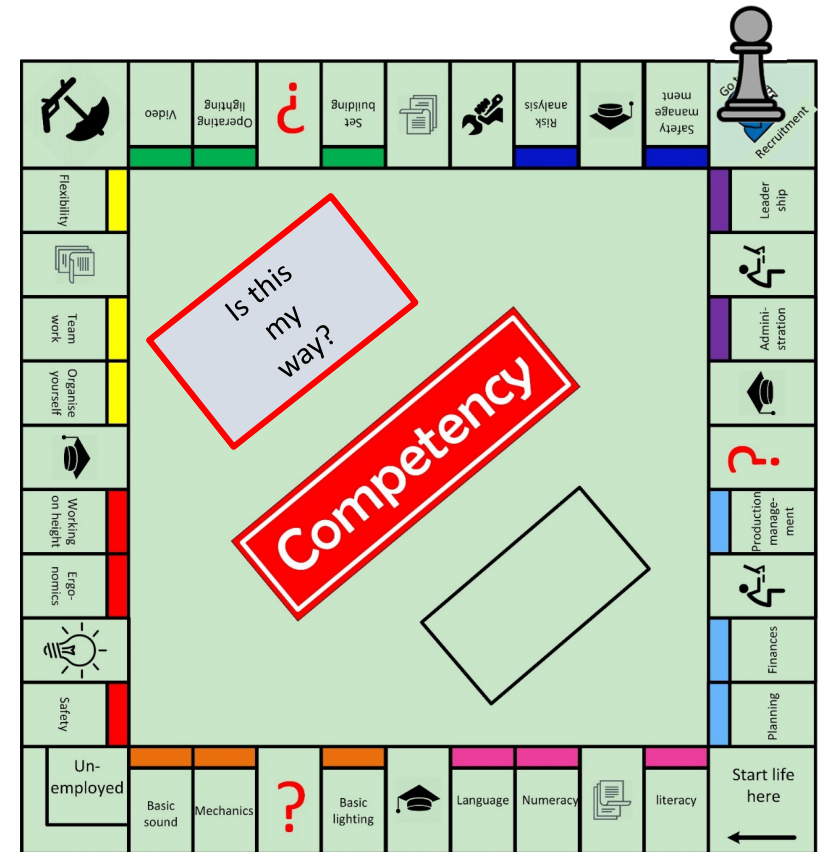 Video
Operating
lighting
?
Set
building
Risk
analysis
Safety
manage
ment
Go t
Recruitment
Flexibility
Team
work
Organise
yourself
Working
on height
Ergo-
nomics
Safety
Leader
ship
Admini-
stration
?
Production
manage-
ment
Finances
Planning
Is this
my
way?
Competency
Un-
employed
Basic
sound
Mechanics
?
Basic
lighting
Language
Numeracy
literacy
Start life
here